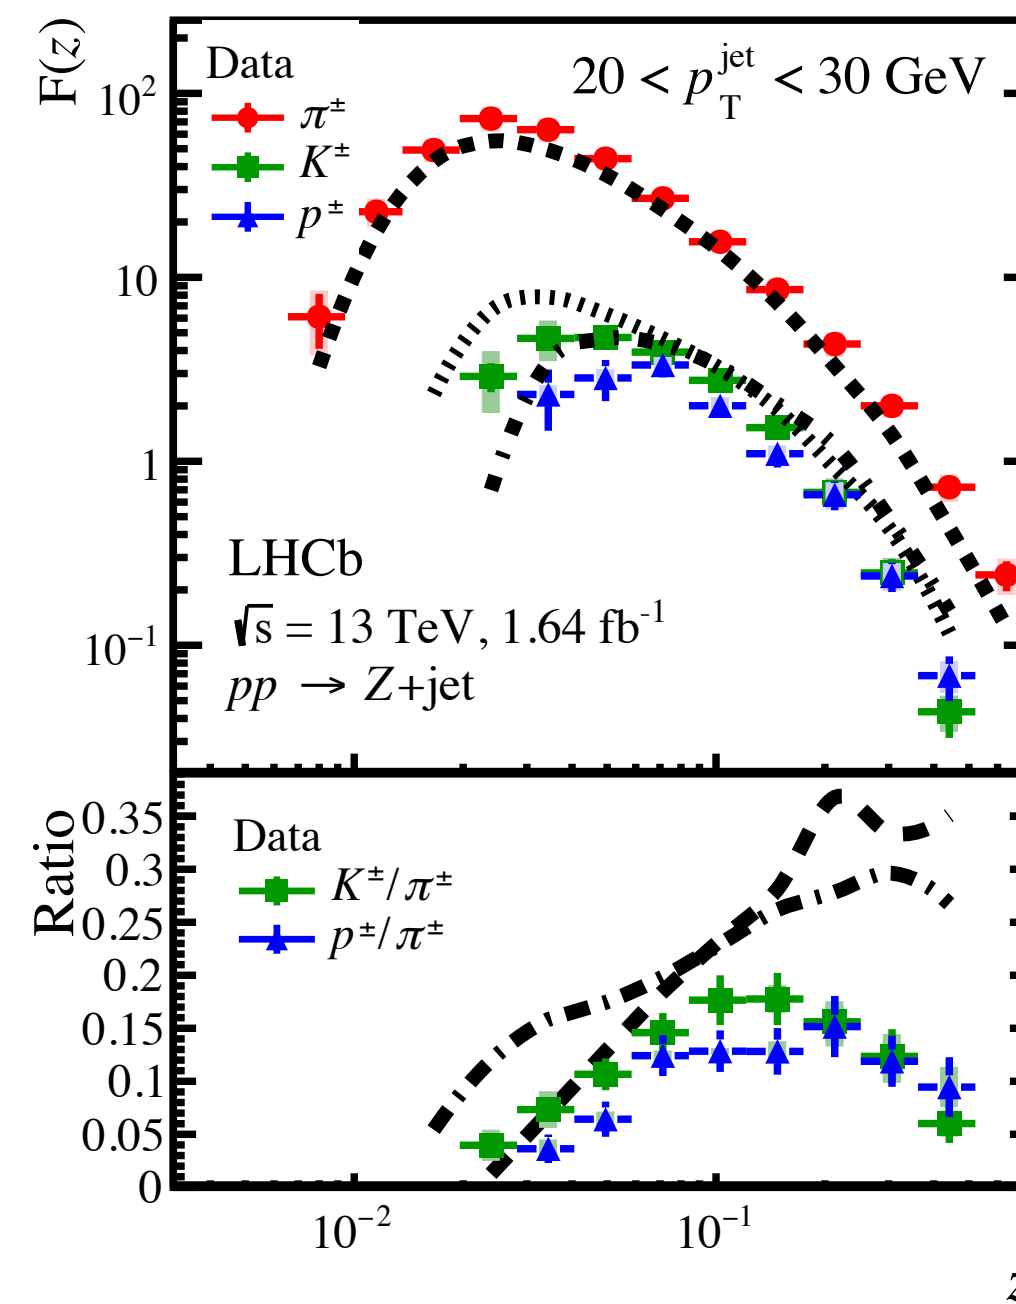 F(z)
Data
20 < p_T^jet < 30 GeV
π±
K±
p±
10²
10
1
10⁻¹
LHCb
√s = 13 TeV, 1.64 fb⁻¹
pp → Z+jet
Ratio
Data
K±/π±
p±/π±
0.35
0.3
0.25
0.2
0.15
0.1
0.05
0
10⁻²
10⁻¹
z